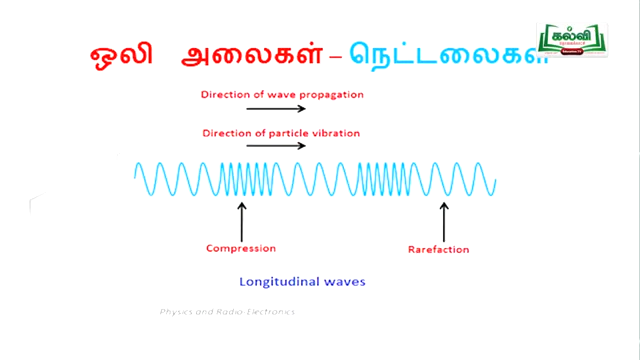 ஒலி அலைகள் – நெட்டலைகள்
கல்வி
Direction of wave propagation
Direction of particle vibration
Compression
Rarefaction
Longitudinal waves
Physics and Radio-Electronics